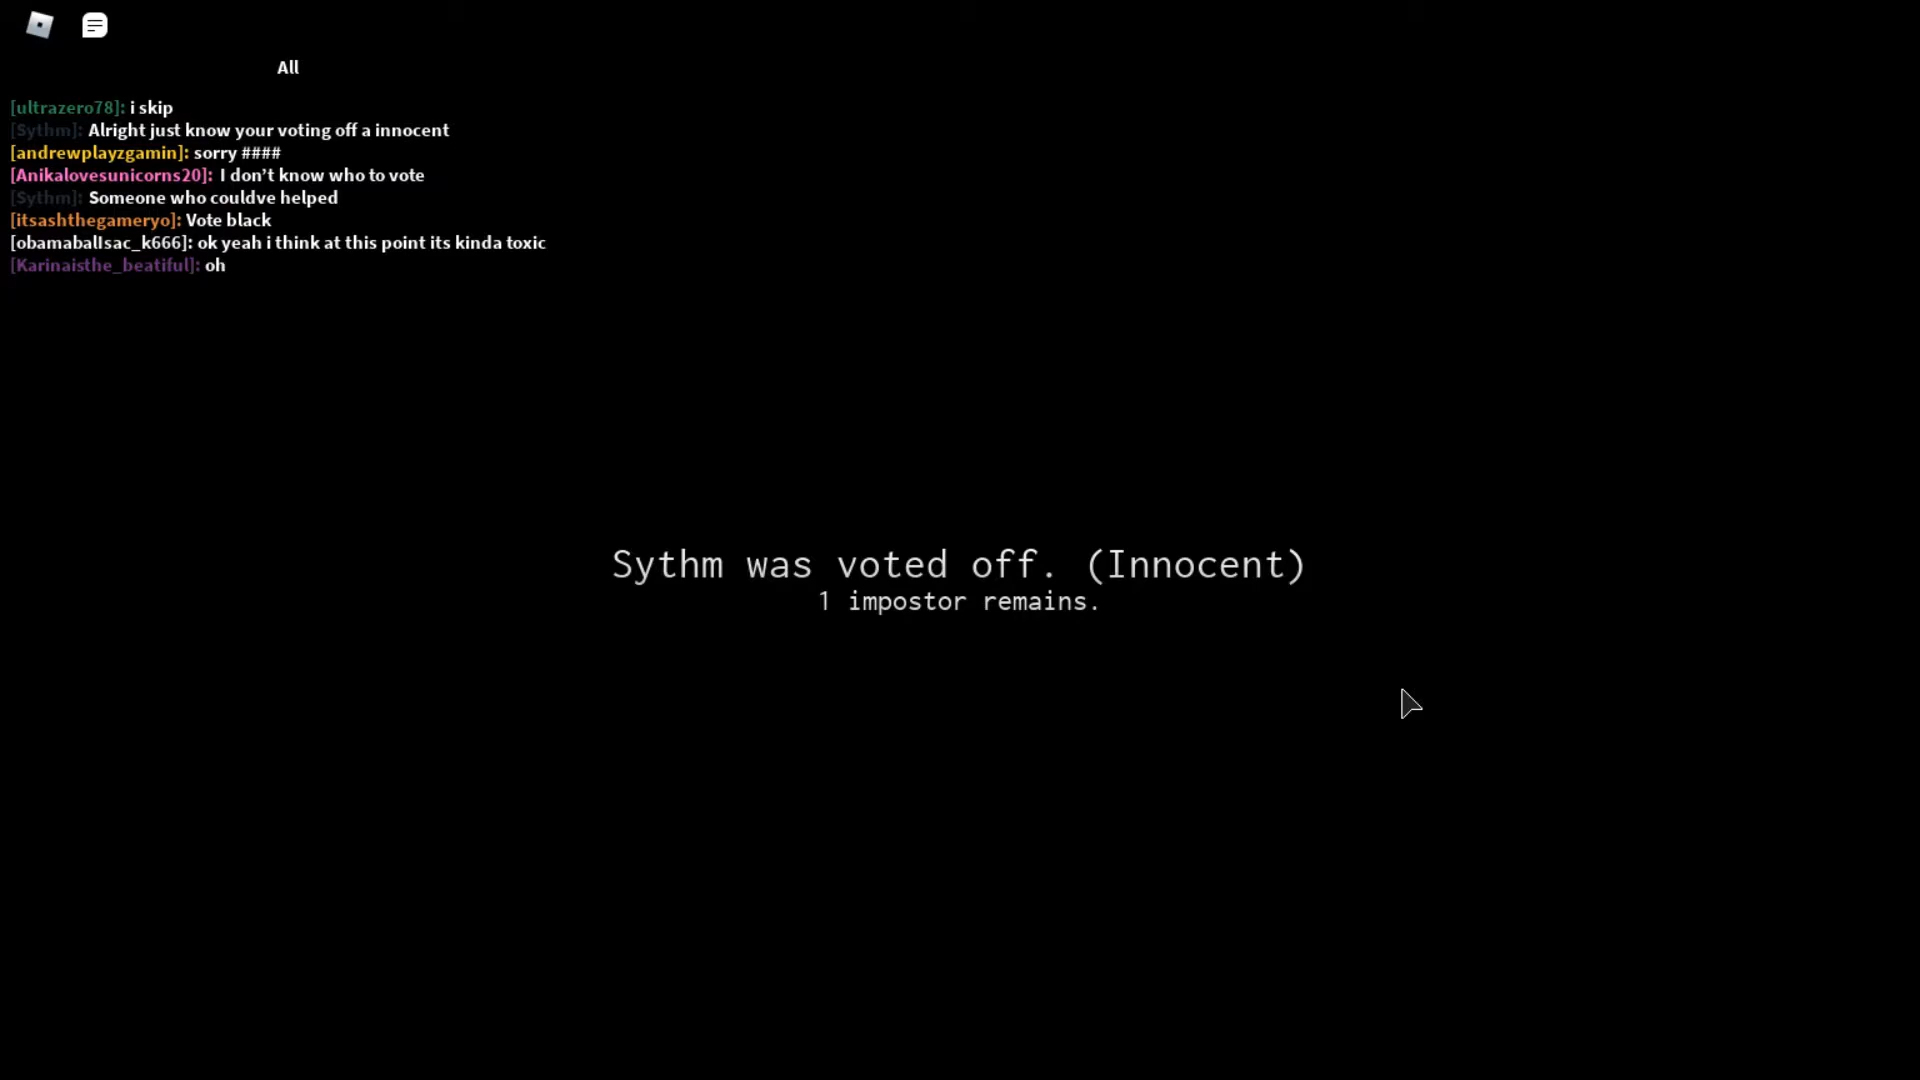 All
[ultrazero78]: i skip
[Sythm]: Alright just know your voting off a innocent
[andrewplayzgamin]: sorry ####
[Anikalovesunicorns20]: I don't know who to vote
[Sythm]: Someone who couldve helped
[itsashthegameryo]: Vote black
[obamabalIsac_k666]: ok yeah i think at this point its kinda toxic
[Karinaisthe_beatiful]: oh
Sythm was voted off. (Innocent)
1 impostor remains.